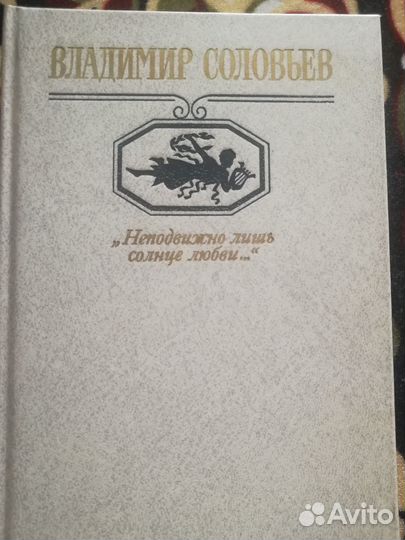 ВЛАДИМИР СОЛОВЬЕВ
„Неподвижно лишь
солнце любви...“
Avito